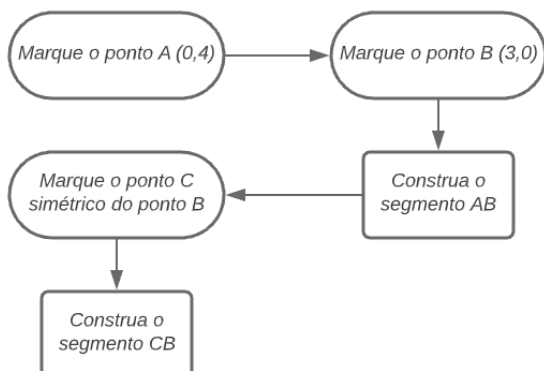 Marque o ponto A (0,4)
Marque o ponto B (3,0)
Construa o
segmento AB
Marque o ponto C
simétrico do ponto B
Construa o
segmento CB